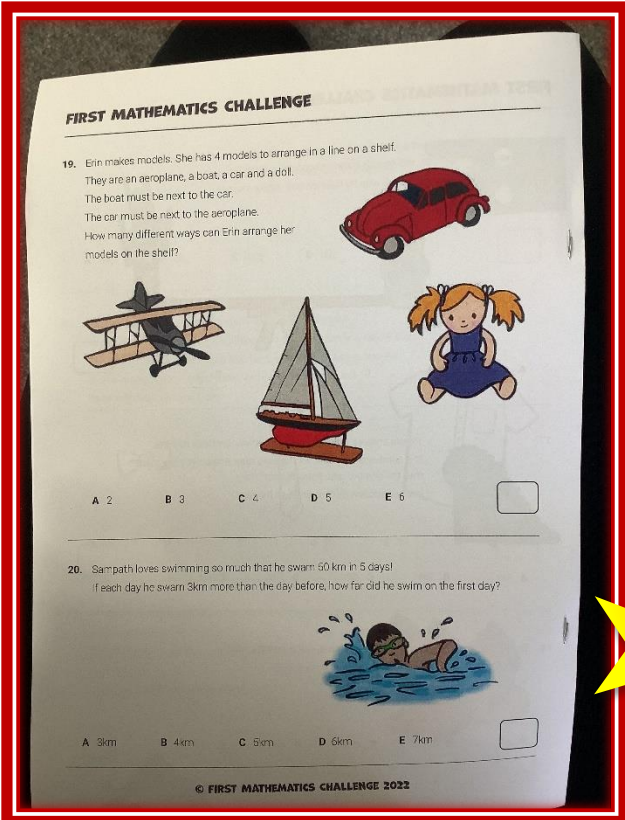 FIRST MATHEMATICS CHALLENGE
19. Erin makes models. She has 4 models to arrange in a line on a shelf.
They are an aeroplane, a boat, a car and a doll.
The boat must be next to the car.
The car must be next to the aeroplane.
How many different ways can Erin arrange her
models on the shelf?
A 2 B 3 C 4 D 5 E 6
20. Sampath loves swimming so much that he swam 50 km in 5 days!
If each day he swam 3km more than the day before, how far did he swim on the first day?
A 3km B 4km C 5km D 6km E 7km
© FIRST MATHEMATICS CHALLENGE 2022